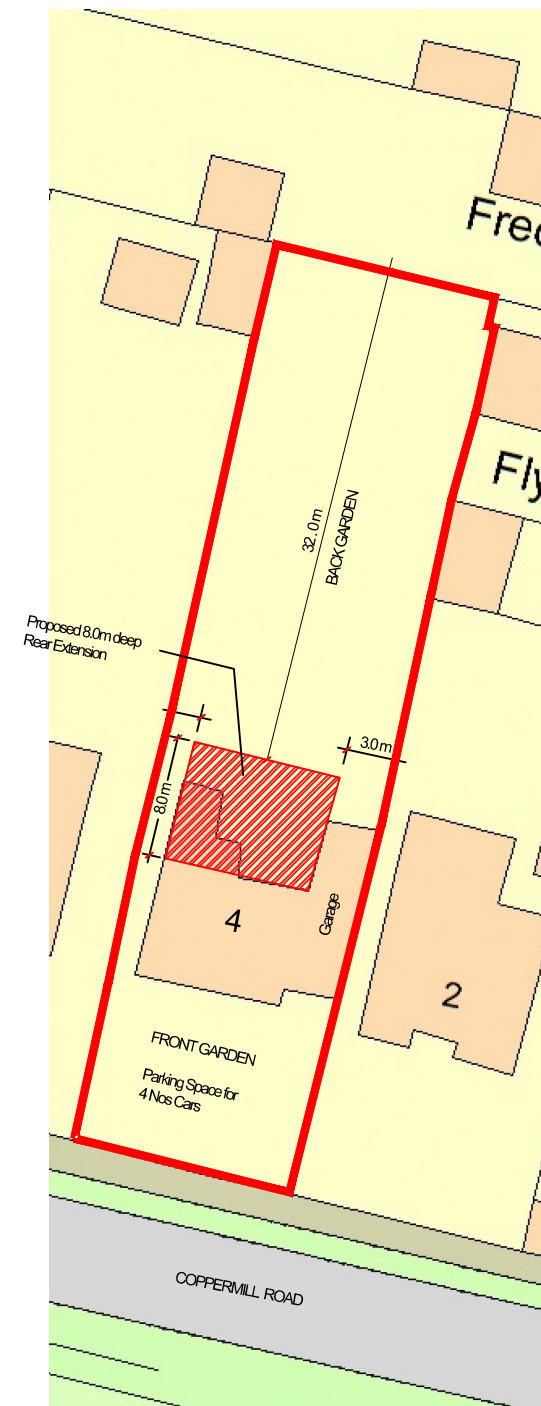 Fred
Fly
32.0m
BACK GARDEN
Proposed 8.0m deep
Rear Extension
3.0m
8.0m
4
Garage
2
FRONT GARDEN
Parking Space for
4 Nos Cars
COPPERMILL ROAD